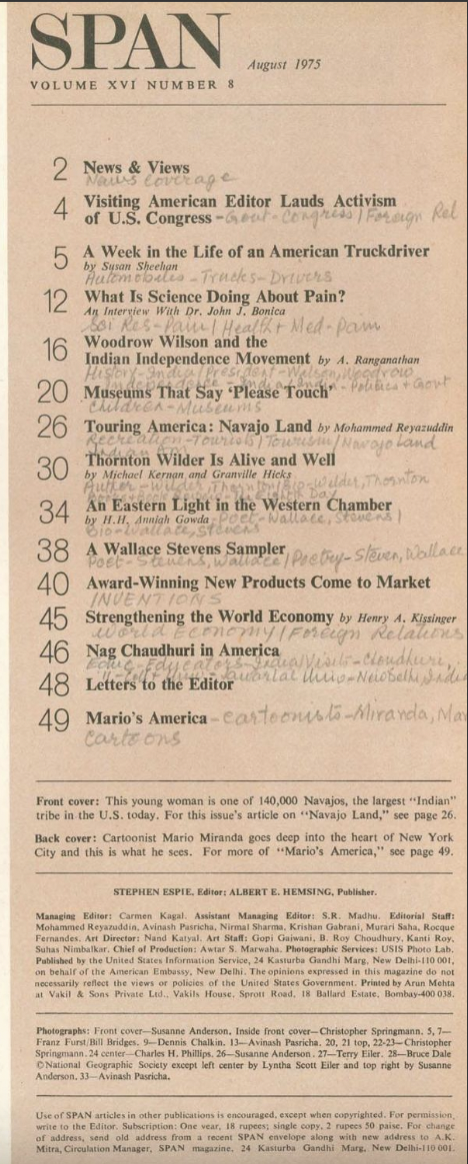 SPAN
August 1975
VOLUME XVI NUMBER 8
2 News & Views
News coverage
4 Visiting American Editor Lauds Activism
of U.S. Congress - Govt - Congress / Foreign Rel
5 A Week in the Life of an American Truckdriver
by Susan Sheehan
Automobiles - Trucks - Drivers
12 What Is Science Doing About Pain?
An Interview With Dr. John J. Bonica
Sci Res - Pain / Health + Med - Pain
16 Woodrow Wilson and the
Indian Independence Movement by A. Ranganathan
History - India / President - Wilson, Woodrow
Politics + Govt
20 Museums That Say 'Please Touch'
Children - Museums
26 Touring America: Navajo Land by Mohammed Reyazuddin
Recreation - Tourists / Tourism / Navajo Land
30 Thornton Wilder Is Alive and Well
by Michael Kernan and Granville Hicks
Author - Wilder, Thornton / Bio - Wilder, Thornton
34 An Eastern Light in the Western Chamber
by H.H. Anniah Gowda - Poet - Wallace, Stevens /
Bio - Wallace, Stevens
38 A Wallace Stevens Sampler
Poet - Stevens, Wallace / Poetry - Steven, Wallace
40 Award-Winning New Products Come to Market
INVENTIONS
45 Strengthening the World Economy by Henry A. Kissinger
World Economy / Foreign Relations
46 Nag Chaudhuri in America
Educ - Educators - India / Visits - Choudhuri,
48 Letters to the Editor
49 Mario's America - cartoonists - Miranda, Mar
Cartoons
Front cover: This young woman is one of 140,000 Navajos, the largest "Indian"
tribe in the U.S. today. For this issue's article on "Navajo Land," see page 26.
Back cover: Cartoonist Mario Miranda goes deep into the heart of New York
City and this is what he sees. For more of "Mario's America," see page 49.
STEPHEN ESPIE, Editor; ALBERT E. HEMSING, Publisher.
Managing Editor: Carmen Kagal. Assistant Managing Editor: S.R. Madhu. Editorial Staff:
Mohammed Reyazuddin, Avinash Pasricha, Nirmal Sharma, Krishan Gabrani, Murari Saha, Rocque
Fernandes. Art Director: Nand Katyal. Art Staff: Gopi Gajwani, B. Roy Choudhury, Kanti Roy,
Suhas Nimbalkar. Chief of Production: Awtar S. Marwaha. Photographic Services: USIS Photo Lab.
Published by the United States Information Service, 24 Kasturba Gandhi Marg, New Delhi-110 001,
on behalf of the American Embassy, New Delhi. The opinions expressed in this magazine do not
necessarily reflect the views or policies of the United States Government. Printed by Arun Mehta
at Vakil & Sons Private Ltd., Vakils House, Sprott Road, 18 Ballard Estate, Bombay-400 038.
Photographs: Front cover—Susanne Anderson. Inside front cover—Christopher Springmann. 5, 7—
Franz Furst/Bill Bridges. 9—Dennis Chalkin. 13—Avinash Pasricha. 20, 21 top, 22-23—Christopher
Springmann. 24 center—Charles H. Phillips. 26—Susanne Anderson. 27—Terry Eiler. 28—Bruce Dale
©National Geographic Society except left center by Lyntha Scott Eiler and top right by Susanne
Anderson. 33—Avinash Pasricha.
Use of SPAN articles in other publications is encouraged, except when copyrighted. For permission,
write to the Editor. Subscription: One year, 18 rupees; single copy, 2 rupees 50 paise. For change
of address, send old address from a recent SPAN envelope along with new address to A.K.
Mitra, Circulation Manager, SPAN magazine, 24 Kasturba Gandhi Marg, New Delhi-110 001.